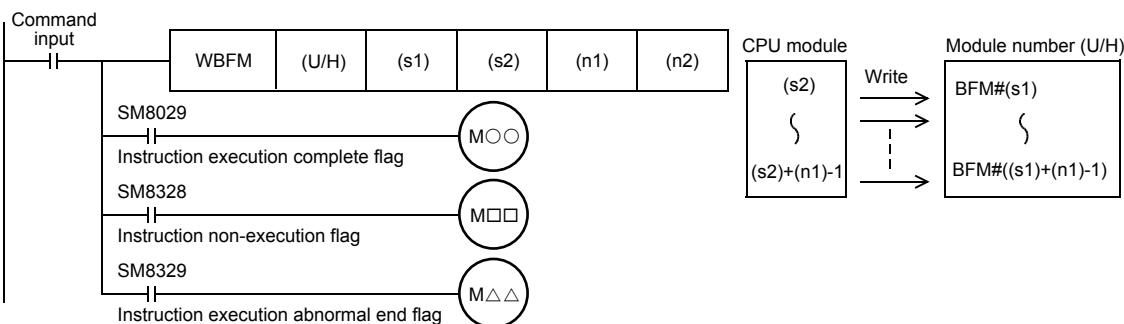 Command
input
WBFM (U/H) (s1) (s2) (n1) (n2)
SM8029
M○○
Instruction execution complete flag
SM8328
M□□
Instruction non-execution flag
SM8329
M△△
Instruction execution abnormal end flag
CPU module
(s2)
(s2)+(n1)-1
Write
Module number (U/H)
BFM#(s1)
BFM#((s1)+(n1)-1)